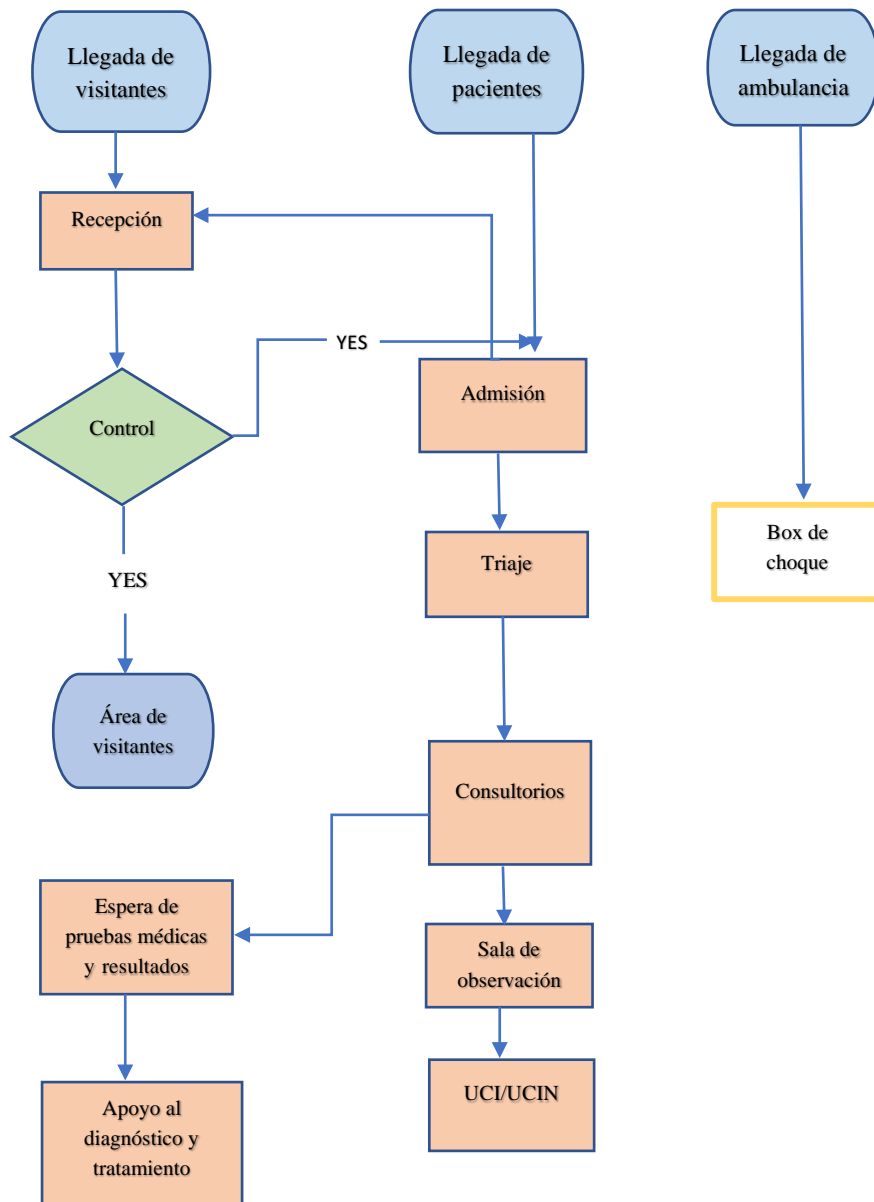 Llegada de
visitantes
Llegada de
pacientes
Llegada de
ambulancia
Recepción
YES
Admisión
Control
Triaje
Box de
choque
YES
Área de
visitantes
Consultorios
Espera de
pruebas médicas
y resultados
Sala de
observación
UCI/UCIN
Apoyo al
diagnóstico y
tratamiento